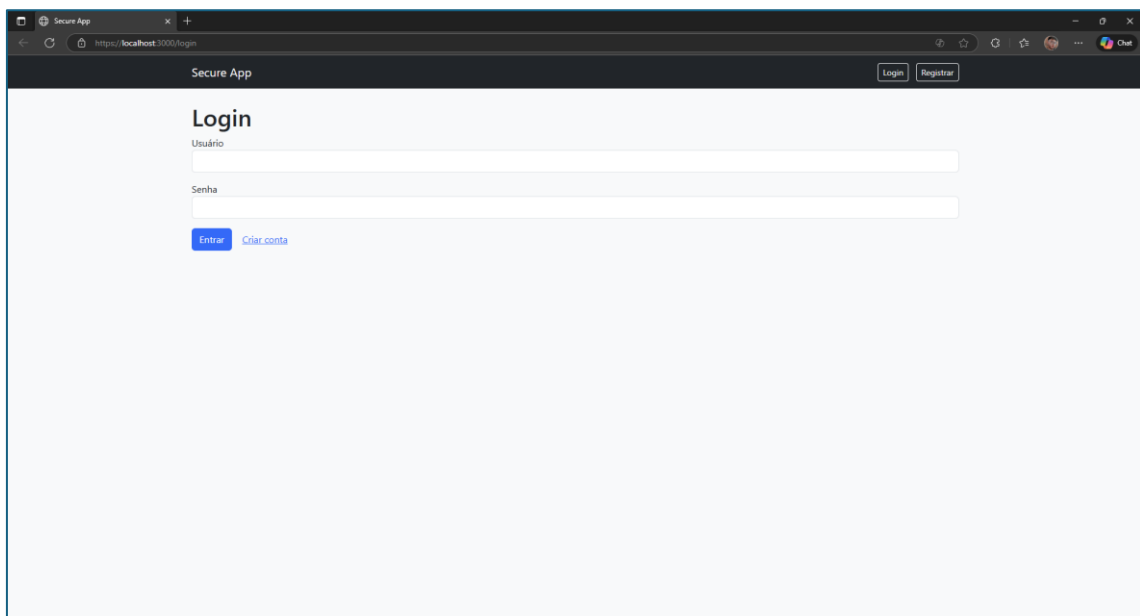 Secure App
https://localhost:3000/login
Chat
Secure App
Login
Registrar
Login
Usuário
Senha
Entrar
Criar conta